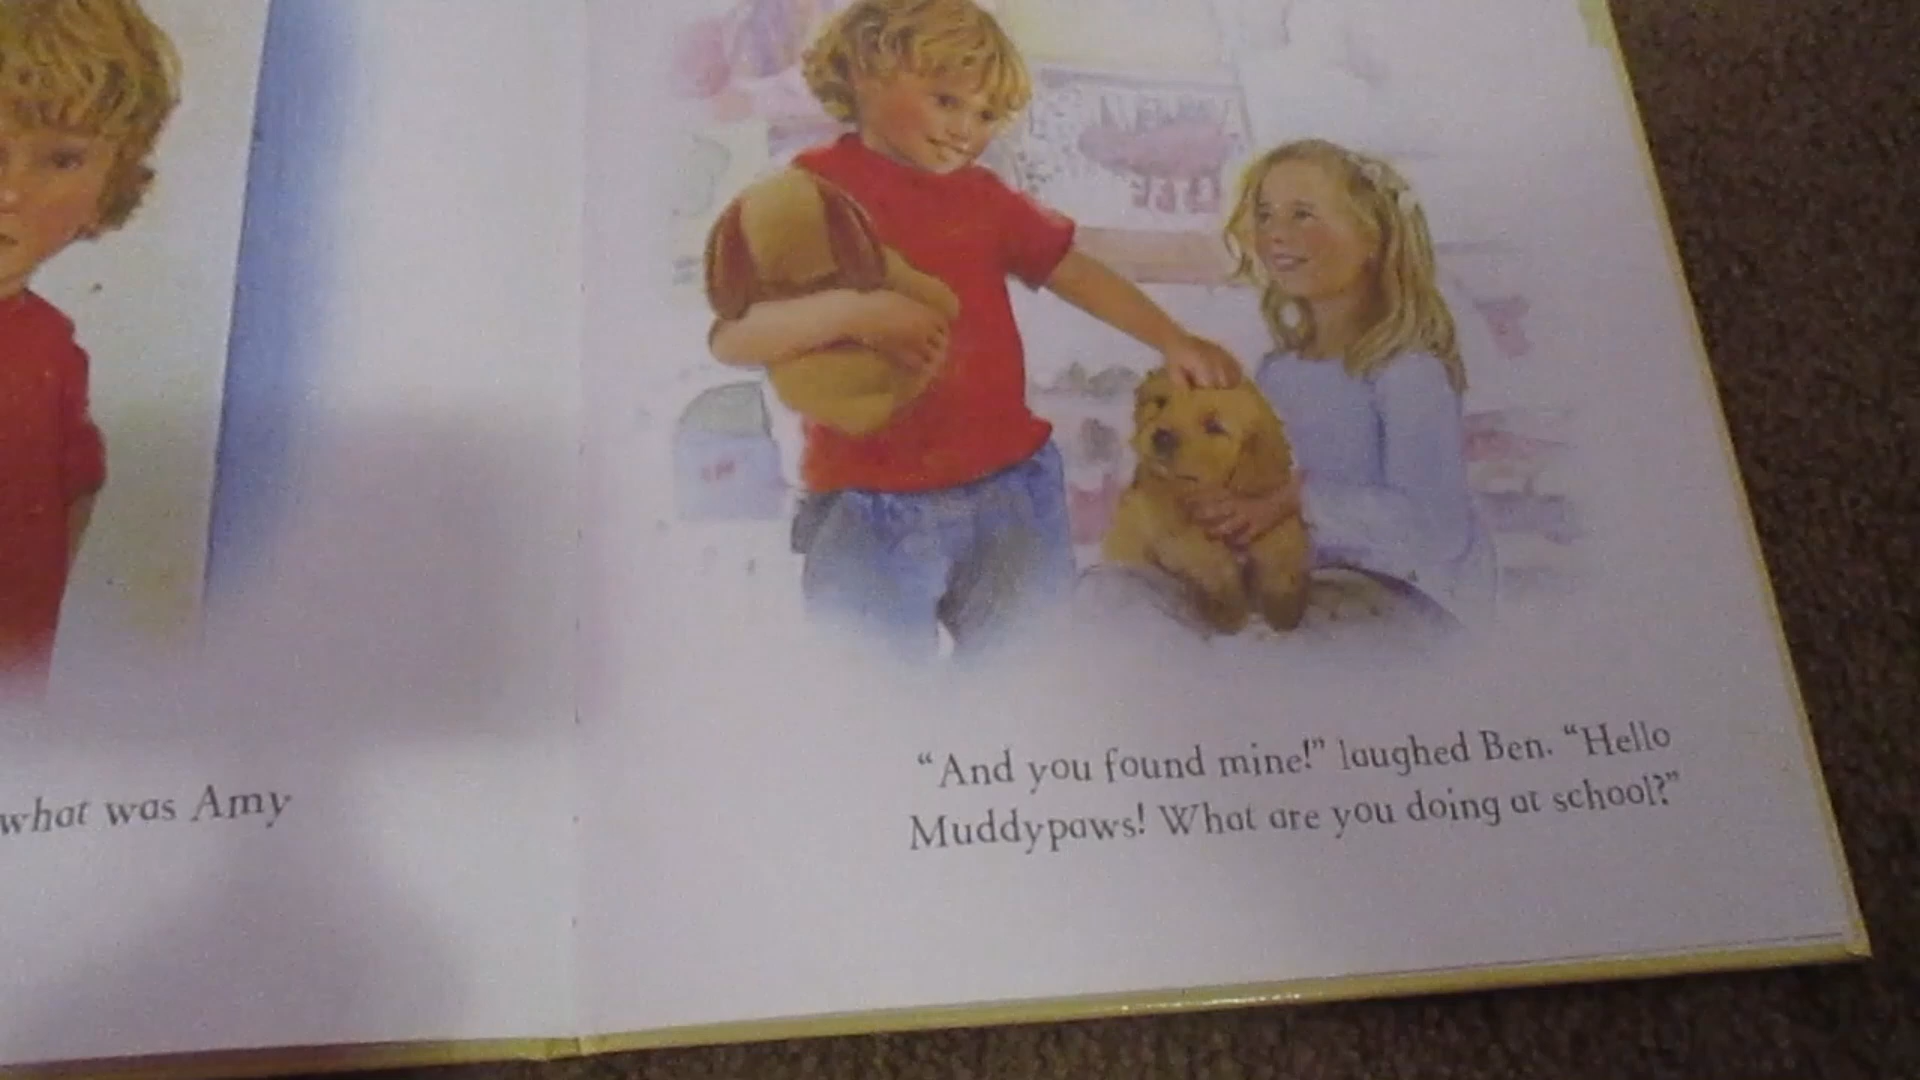 what was Amy
“And you found mine!” laughed Ben. “Hello
Muddypaws! What are you doing at school?”